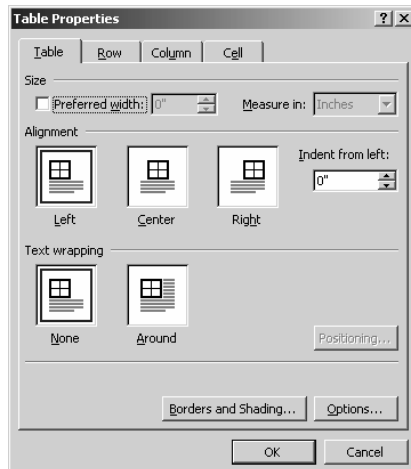 Table Properties
Table Row Column Cell
Size
Preferred width: 0" Measure in: Inches
Alignment
Indent from left:
0"
Left Center Right
Text wrapping
None Around Positioning...
Borders and Shading... Options...
OK Cancel